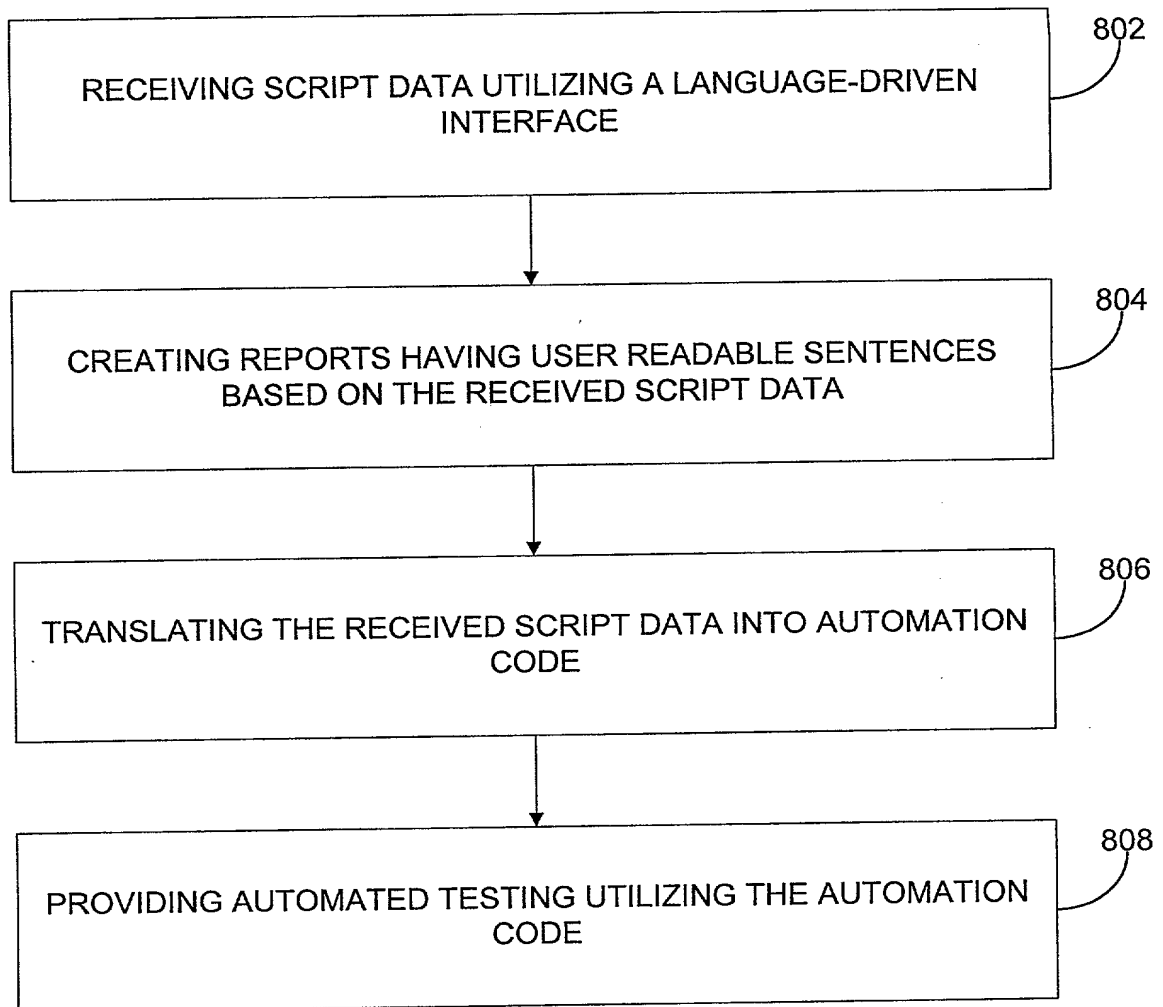 802
RECEIVING SCRIPT DATA UTILIZING A LANGUAGE-DRIVEN
INTERFACE
804
CREATING REPORTS HAVING USER READABLE SENTENCES
BASED ON THE RECEIVED SCRIPT DATA
806
TRANSLATING THE RECEIVED SCRIPT DATA INTO AUTOMATION
CODE
808
PROVIDING AUTOMATED TESTING UTILIZING THE AUTOMATION
CODE